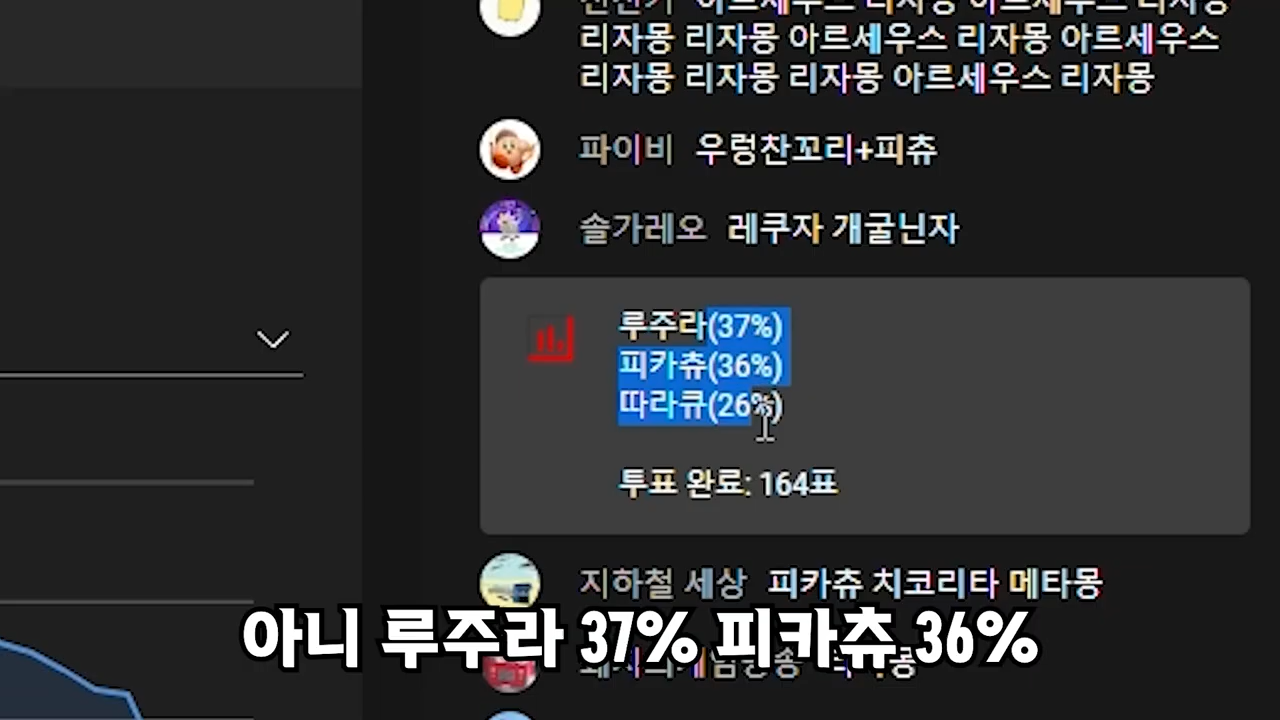 리자몽 리자몽 아르세우스 리자몽 아르세우스
리자몽 리자몽 리자몽 아르세우스 리자몽
파이비 우렁찬꼬리+피츄
솔가레오 레쿠자 개굴닌자
루주라(37%)
피카츄(36%)
따라큐(26%)
투표 완료: 164표
지하철 세상 피카츄 치코리타 메타몽
아니 루주라 37% 피카츄 36%